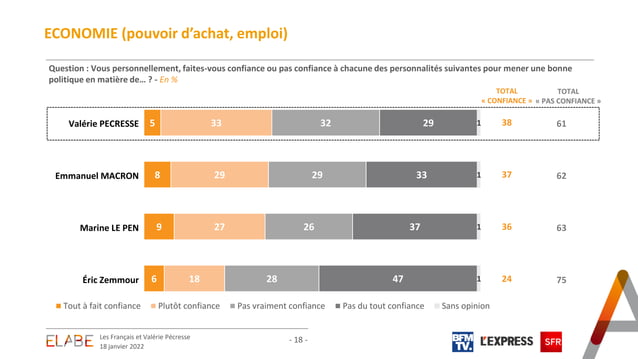 ECONOMIE (pouvoir d’achat, emploi)
Question : Vous personnellement, faites-vous confiance ou pas confiance à chacune des personnalités suivantes pour mener une bonne
politique en matière de… ? - En %
TOTAL TOTAL
« CONFIANCE » « PAS CONFIANCE »
Valérie PECRESSE 5 33 32 29 1 38 61
Emmanuel MACRON 8 29 29 33 1 37 62
Marine LE PEN 9 27 26 37 1 36 63
Éric Zemmour 6 18 28 47 1 24 75
Tout à fait confiance Plutôt confiance Pas vraiment confiance Pas du tout confiance Sans opinion
ELABE Les Français et Valérie Pécresse
18 janvier 2022
- 18 -
BFM
TV. L'EXPRESS SFR